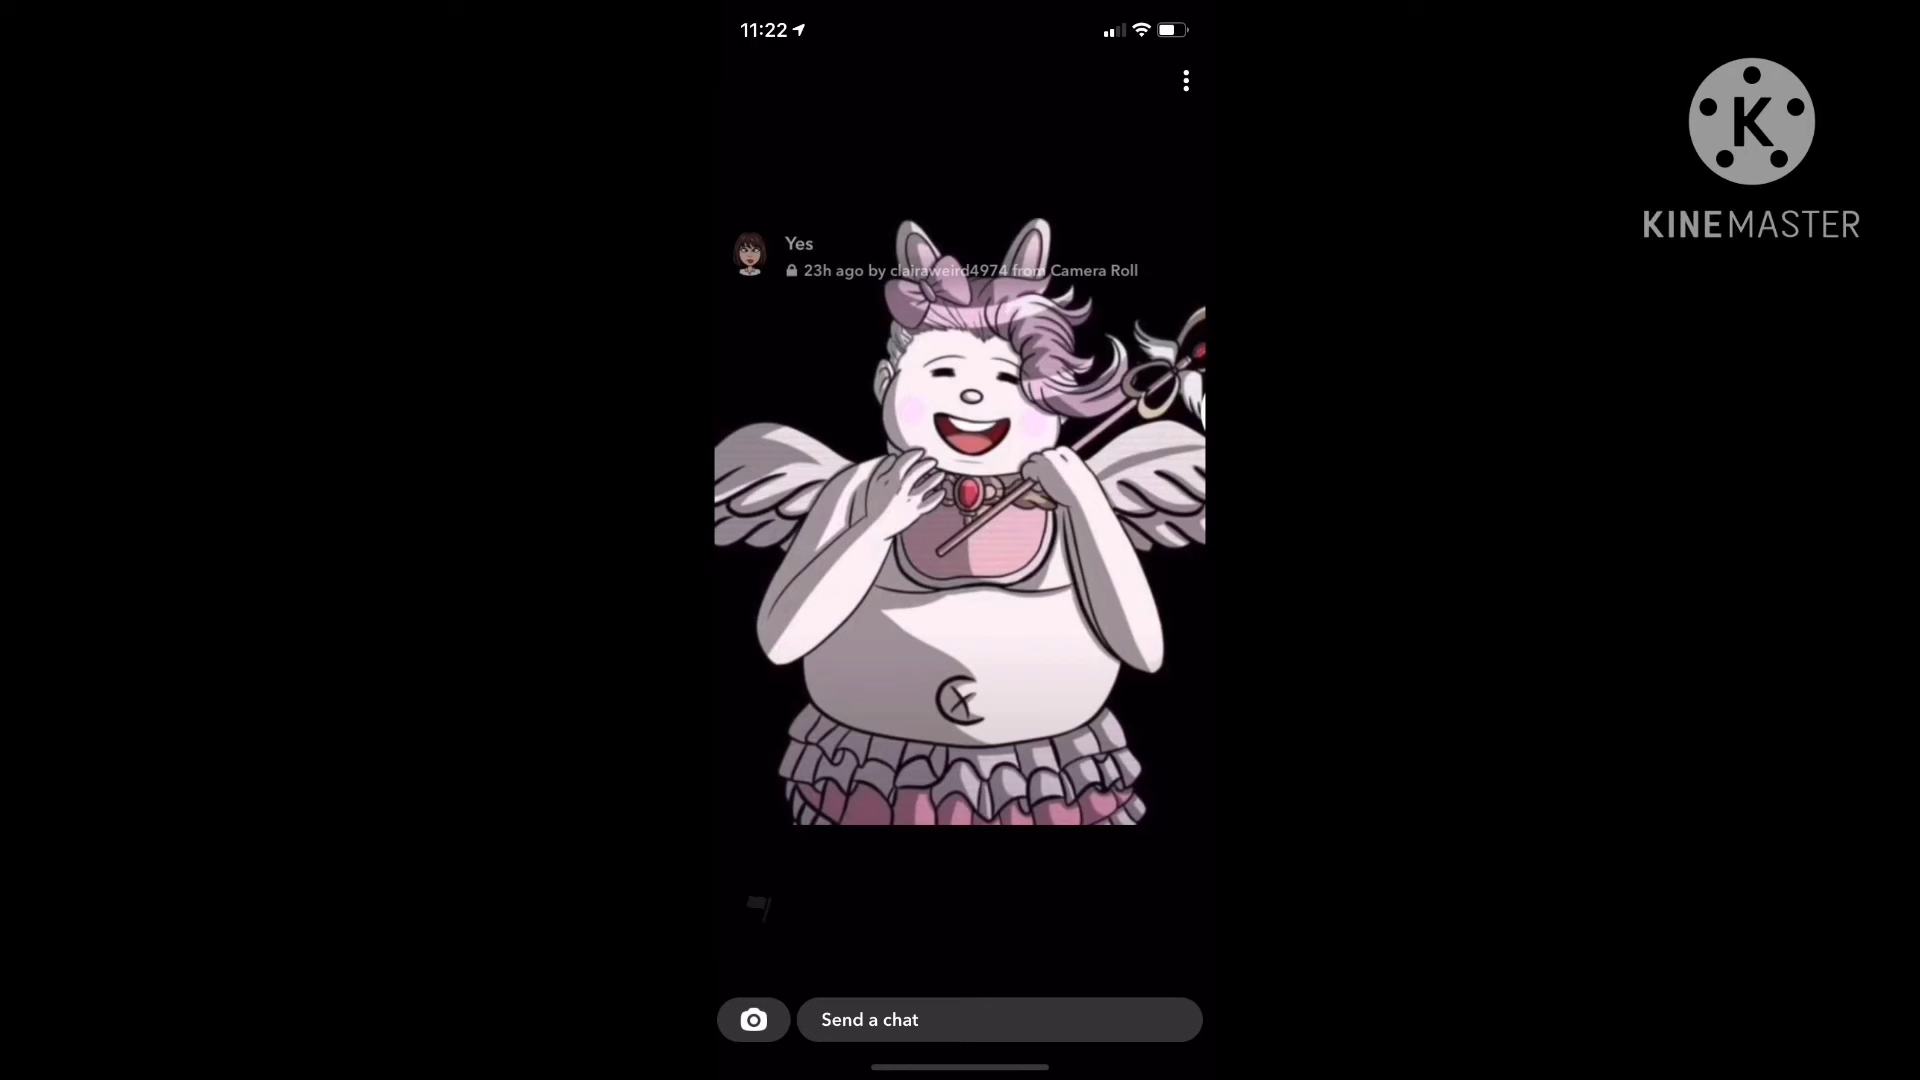 11:22
K
KINEMASTER
Yes
23h ago by clairaweird4974 from Camera Roll
Send a chat